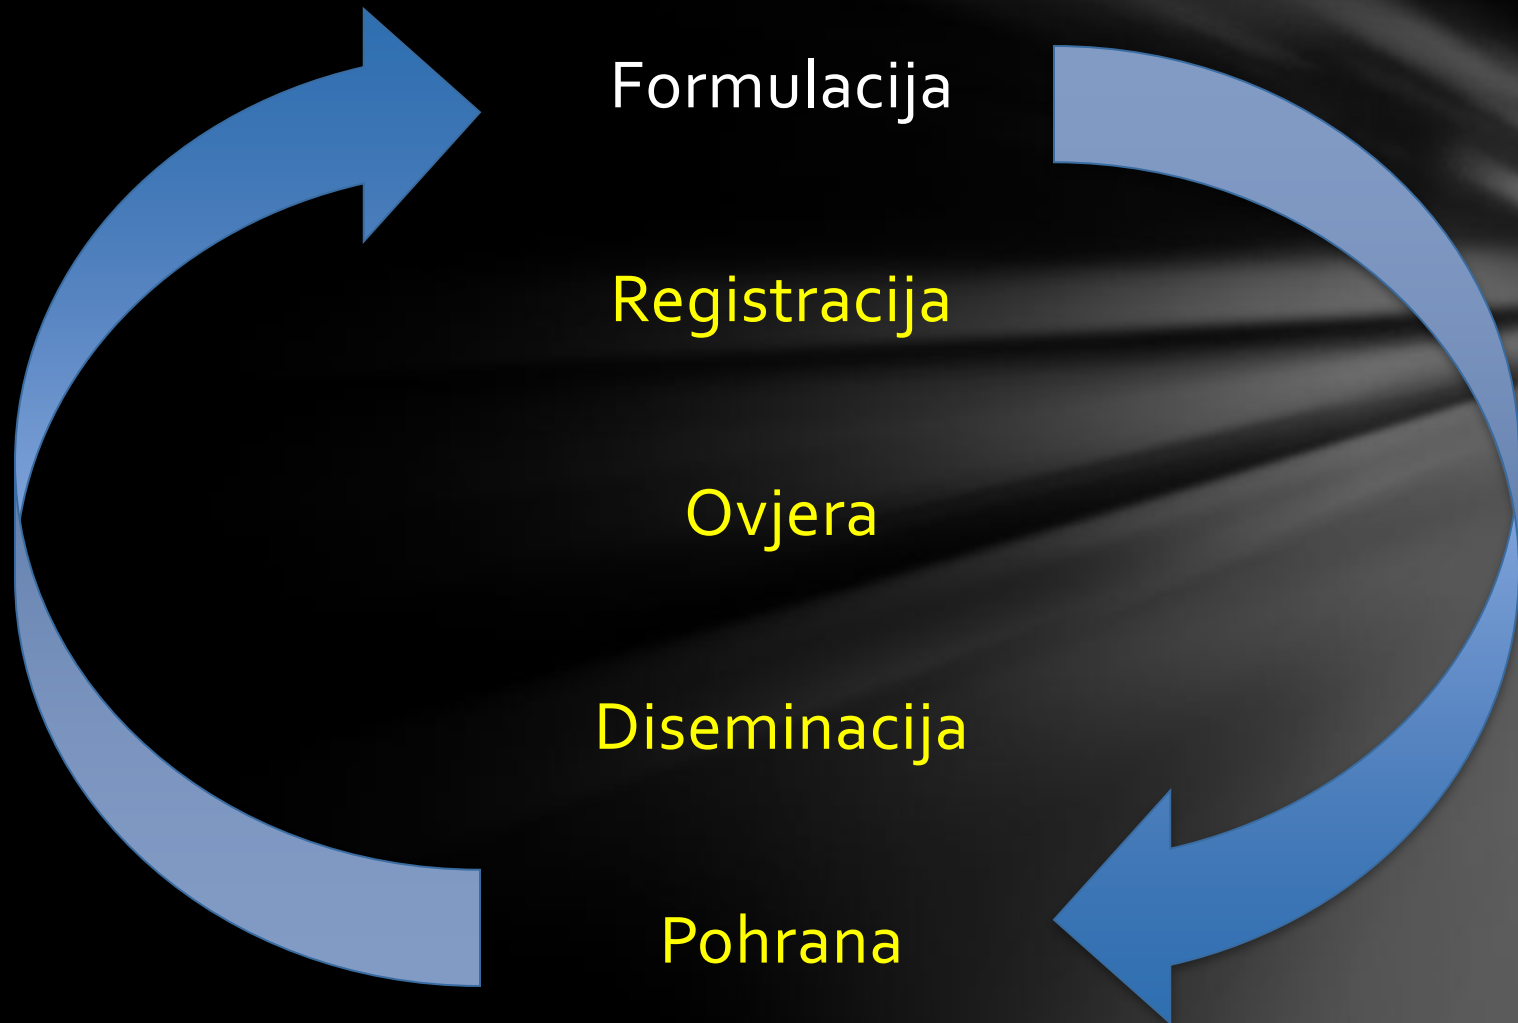 Formulacija
Registracija
Ovjera
Diseminacija
Pohrana